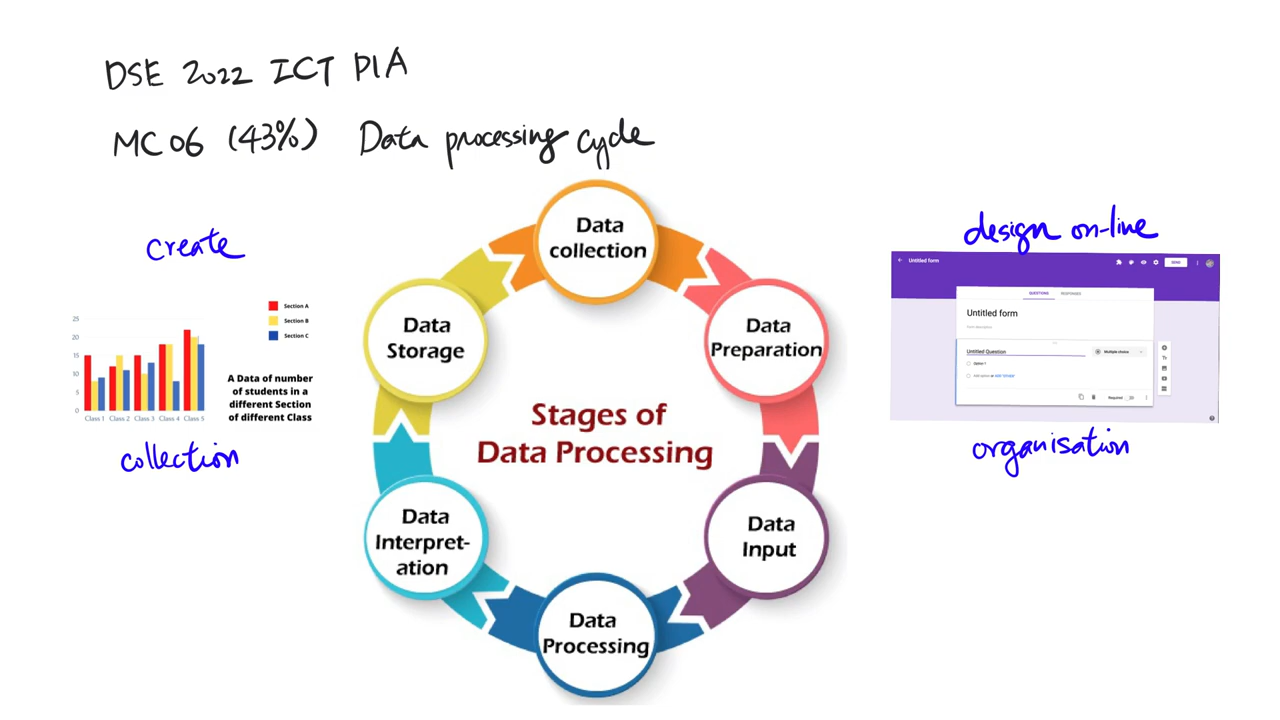 DSE 2022 ICT P1A
MC 06 (43%) Data processing cycle
create
25
20
15
10
5
0
Class 1 Class 2 Class 3 Class 4 Class 5
Section A
Section B
Section C
A Data of number
of students in a
different Section
of different Class
collection
Data
collection
Data
Preparation
Data
Input
Data
Processing
Data
Interpret-
ation
Data
Storage
Stages of
Data Processing
design on-line
Untitled form
SEND
QUESTIONS RESPONSES
Untitled form
Form description
Untitled Question
Multiple choice
Option 1
Required
organisation